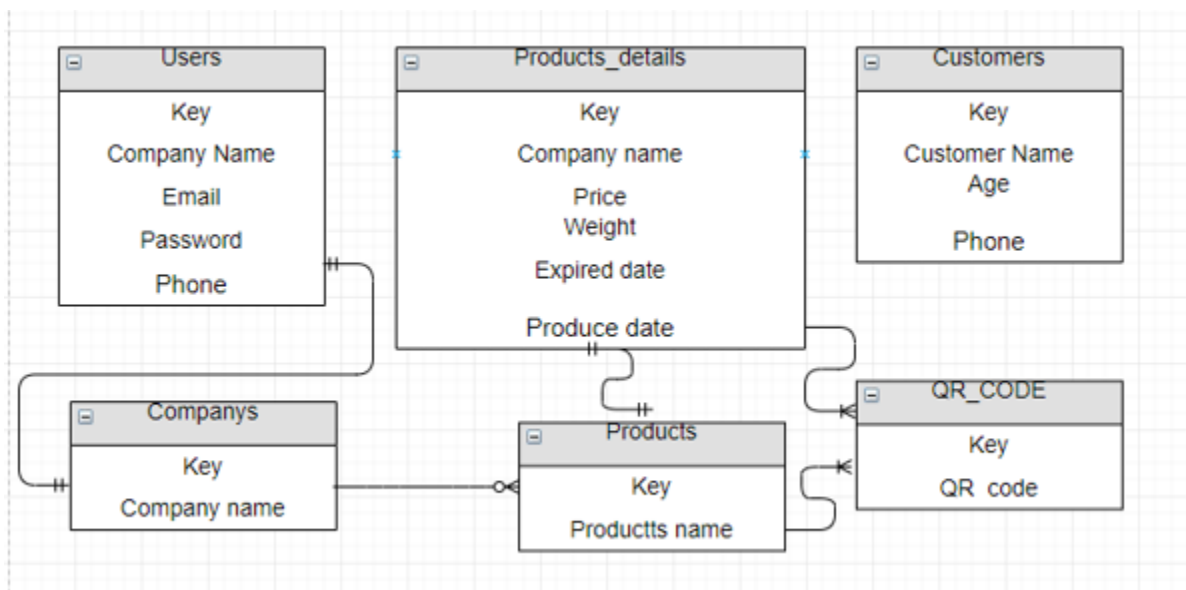 Users
Key
Company Name
Email
Password
Phone
Products_details
Key
Company name
Price
Weight
Expired date
Produce date
Customers
Key
Customer Name
Age
Phone
Companys
Key
Company name
Products
Key
Productts name
QR_CODE
Key
QR code